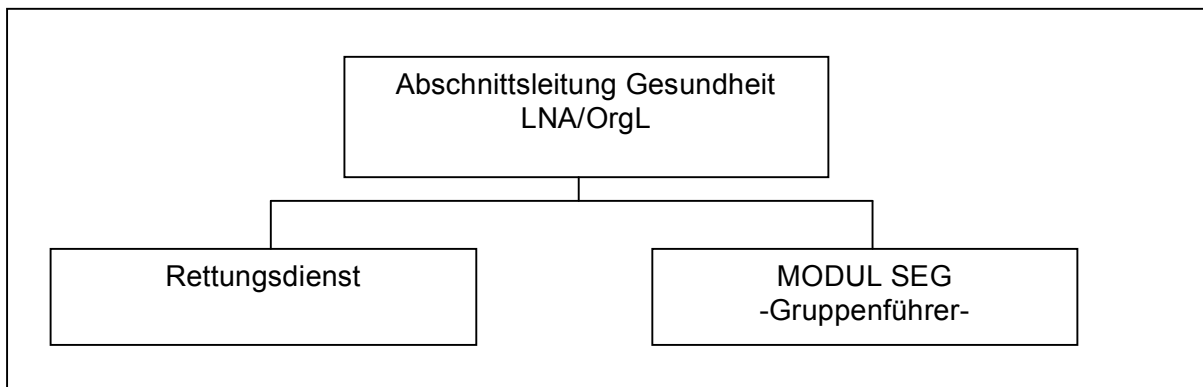 Abschnittsleitung Gesundheit
LNA/OrgL
Rettungsdienst
MODUL SEG
-Gruppenführer-